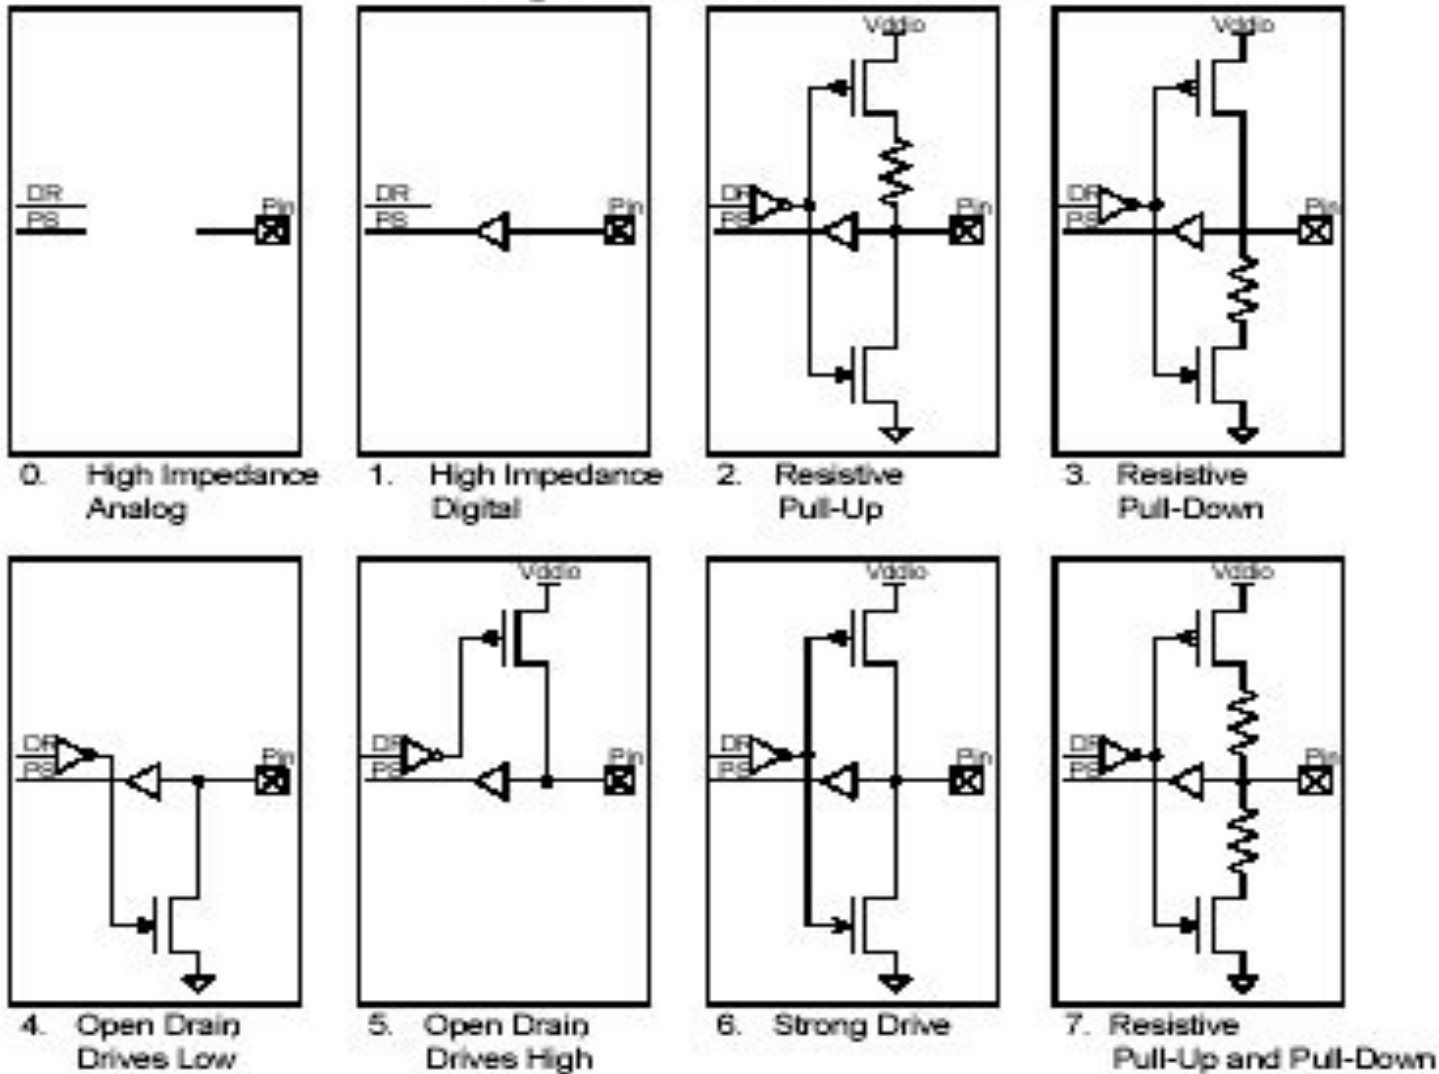 Vddio
Vddio
DR
PS
Pin
DR
PS
Pin
DR
PS
Pin
DR
PS
Pin
0. High Impedance
Analog
1. High Impedance
Digital
2. Resistive
Pull-Up
3. Resistive
Pull-Down
Vddio
Vddio
Vddio
DR
PS
Pin
DR
PS
Pin
DR
PS
Pin
DR
PS
Pin
4. Open Drain,
Drives Low
5. Open Drain,
Drives High
6. Strong Drive
7. Resistive
Pull-Up and Pull-Down